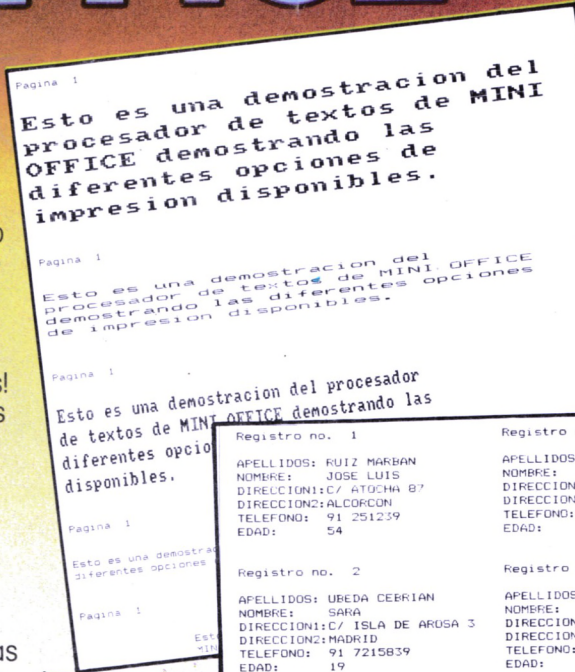 Pagina 1
Esto es una demostracion del
procesador de textos de MINI
OFFICE demostrando las
diferentes opciones de
impresion disponibles.
Pagina 1
Esto es una demostracion del
procesador de textos de MINI OFFICE
demostrando las diferentes opciones
de impresion disponibles.
Pagina 1
Esto es una demostracion del procesador
de textos de MINI OFFICE demostrando las
diferentes
disponibles.
Pagina 1
Esto es una
diferentes opciones
Pagina 1
Registro no. 1
APELLIDOS: RUIZ MARBAN
NOMBRE: JOSE LUIS
DIRECCION1:C/ ATOCHA 87
DIRECCION2:ALCORCON
TELEFONO: 91 251239
EDAD: 54
Registro no. 2
APELLIDOS: UBEDA CEBRIAN
NOMBRE: SARA
DIRECCION1:C/ ISLA DE AROSA 3
DIRECCION2:MADRID
TELEFONO: 91 7215839
EDAD: 19
Registro
APELLIDOS
NOMBRE:
DIRECCION
DIRECCION
TELEFONO:
EDAD:
Registro
APELLIDOS
NOMBRE:
DIRECCION
DIRECCION
TELEFONO:
EDAD: